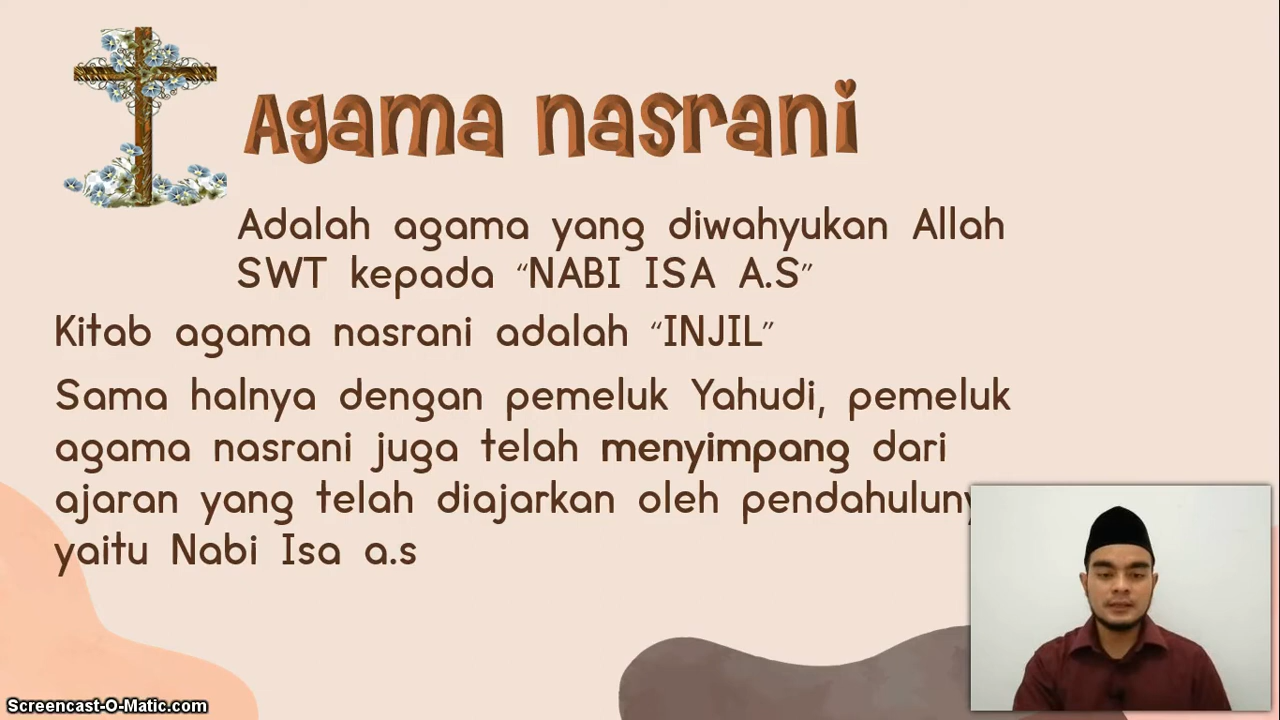 Agama nasrani
Adalah agama yang diwahyukan Allah
SWT kepada “NABI ISA A.S”
Kitab agama nasrani adalah “INJIL”
Sama halnya dengan pemeluk Yahudi, pemeluk
agama nasrani juga telah menyimpang dari
ajaran yang telah diajarkan oleh
yaitu Nabi Isa a.s
Screencast-O-Matic.com